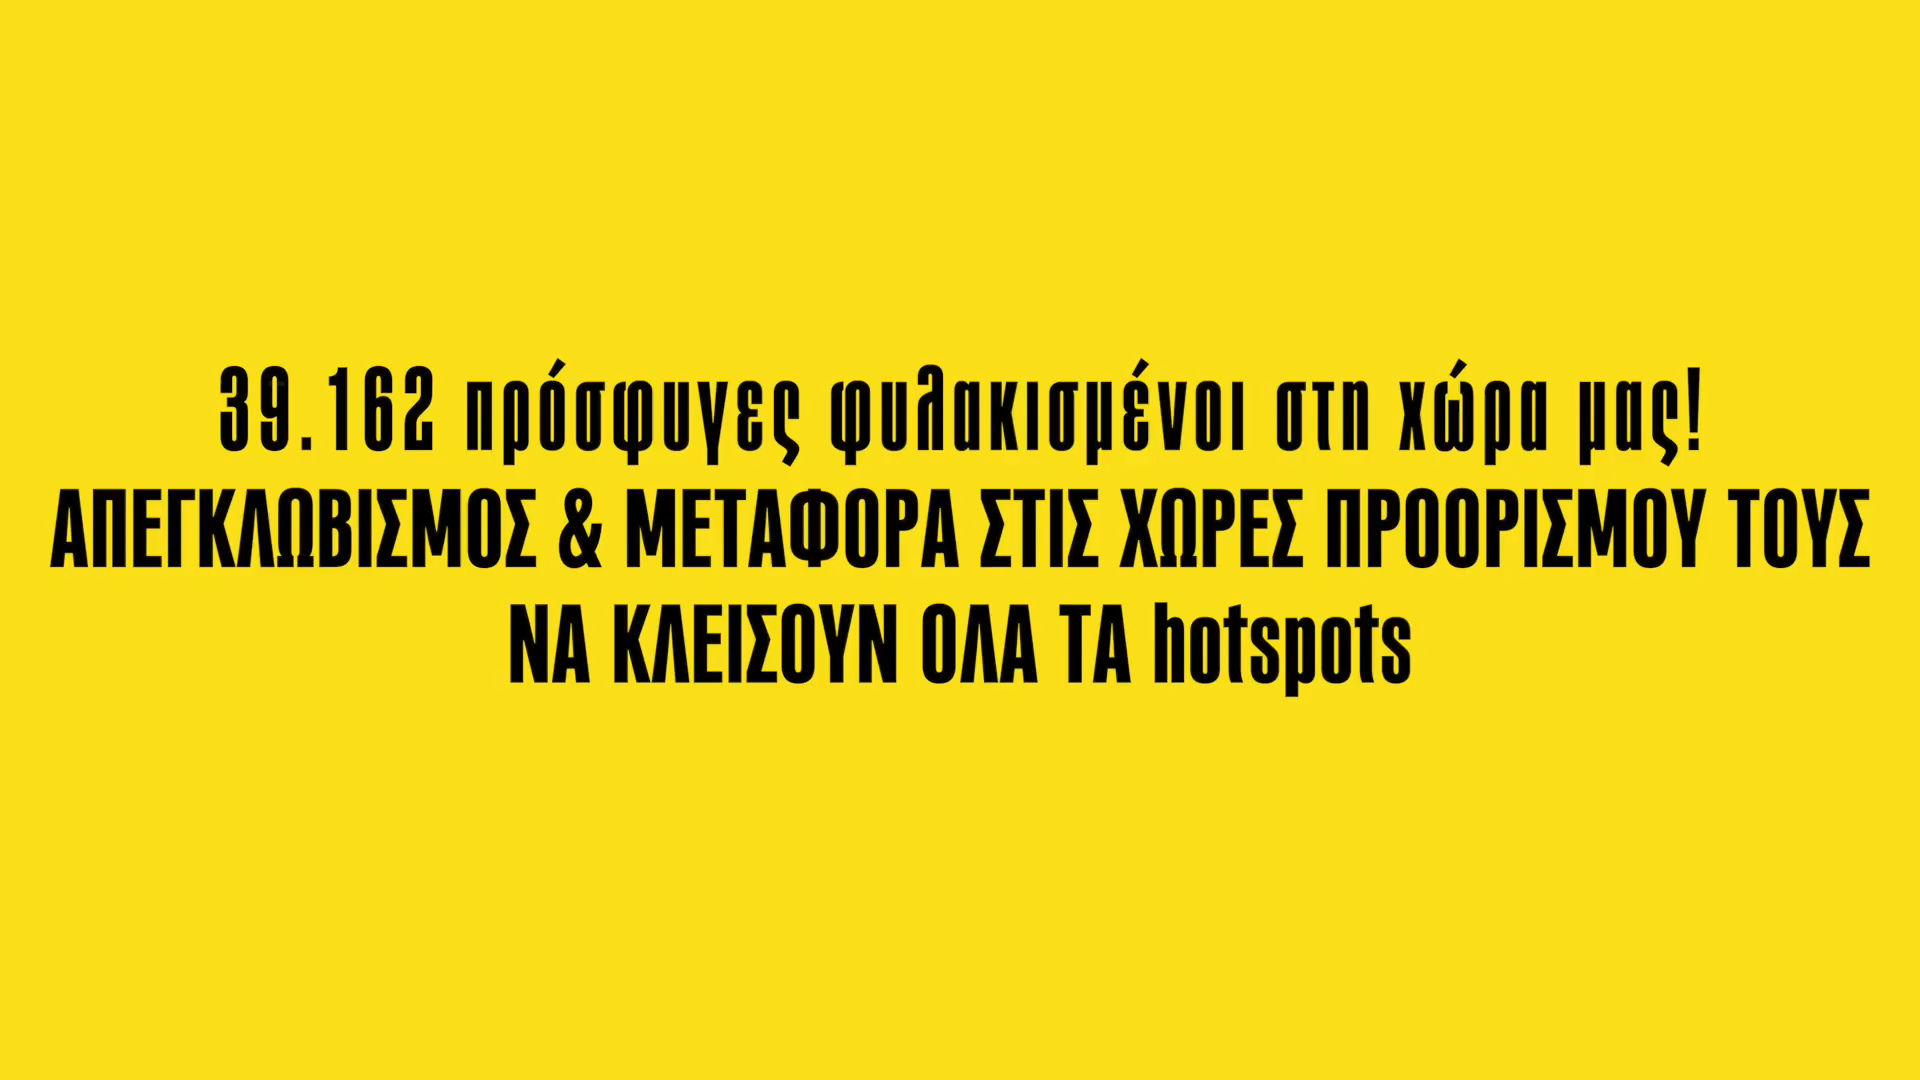 39.162 πρόσφυγες φυλακισμένοι στη χώρα μας!
ΑΠΕΓΚΛΩΒΙΣΜΟΣ & ΜΕΤΑΦΟΡΑ ΣΤΙΣ ΧΩΡΕΣ ΠΡΟΟΡΙΣΜΟΥ ΤΟΥΣ
ΝΑ ΚΛΕΙΣΟΥΝ ΟΛΑ ΤΑ hotspots